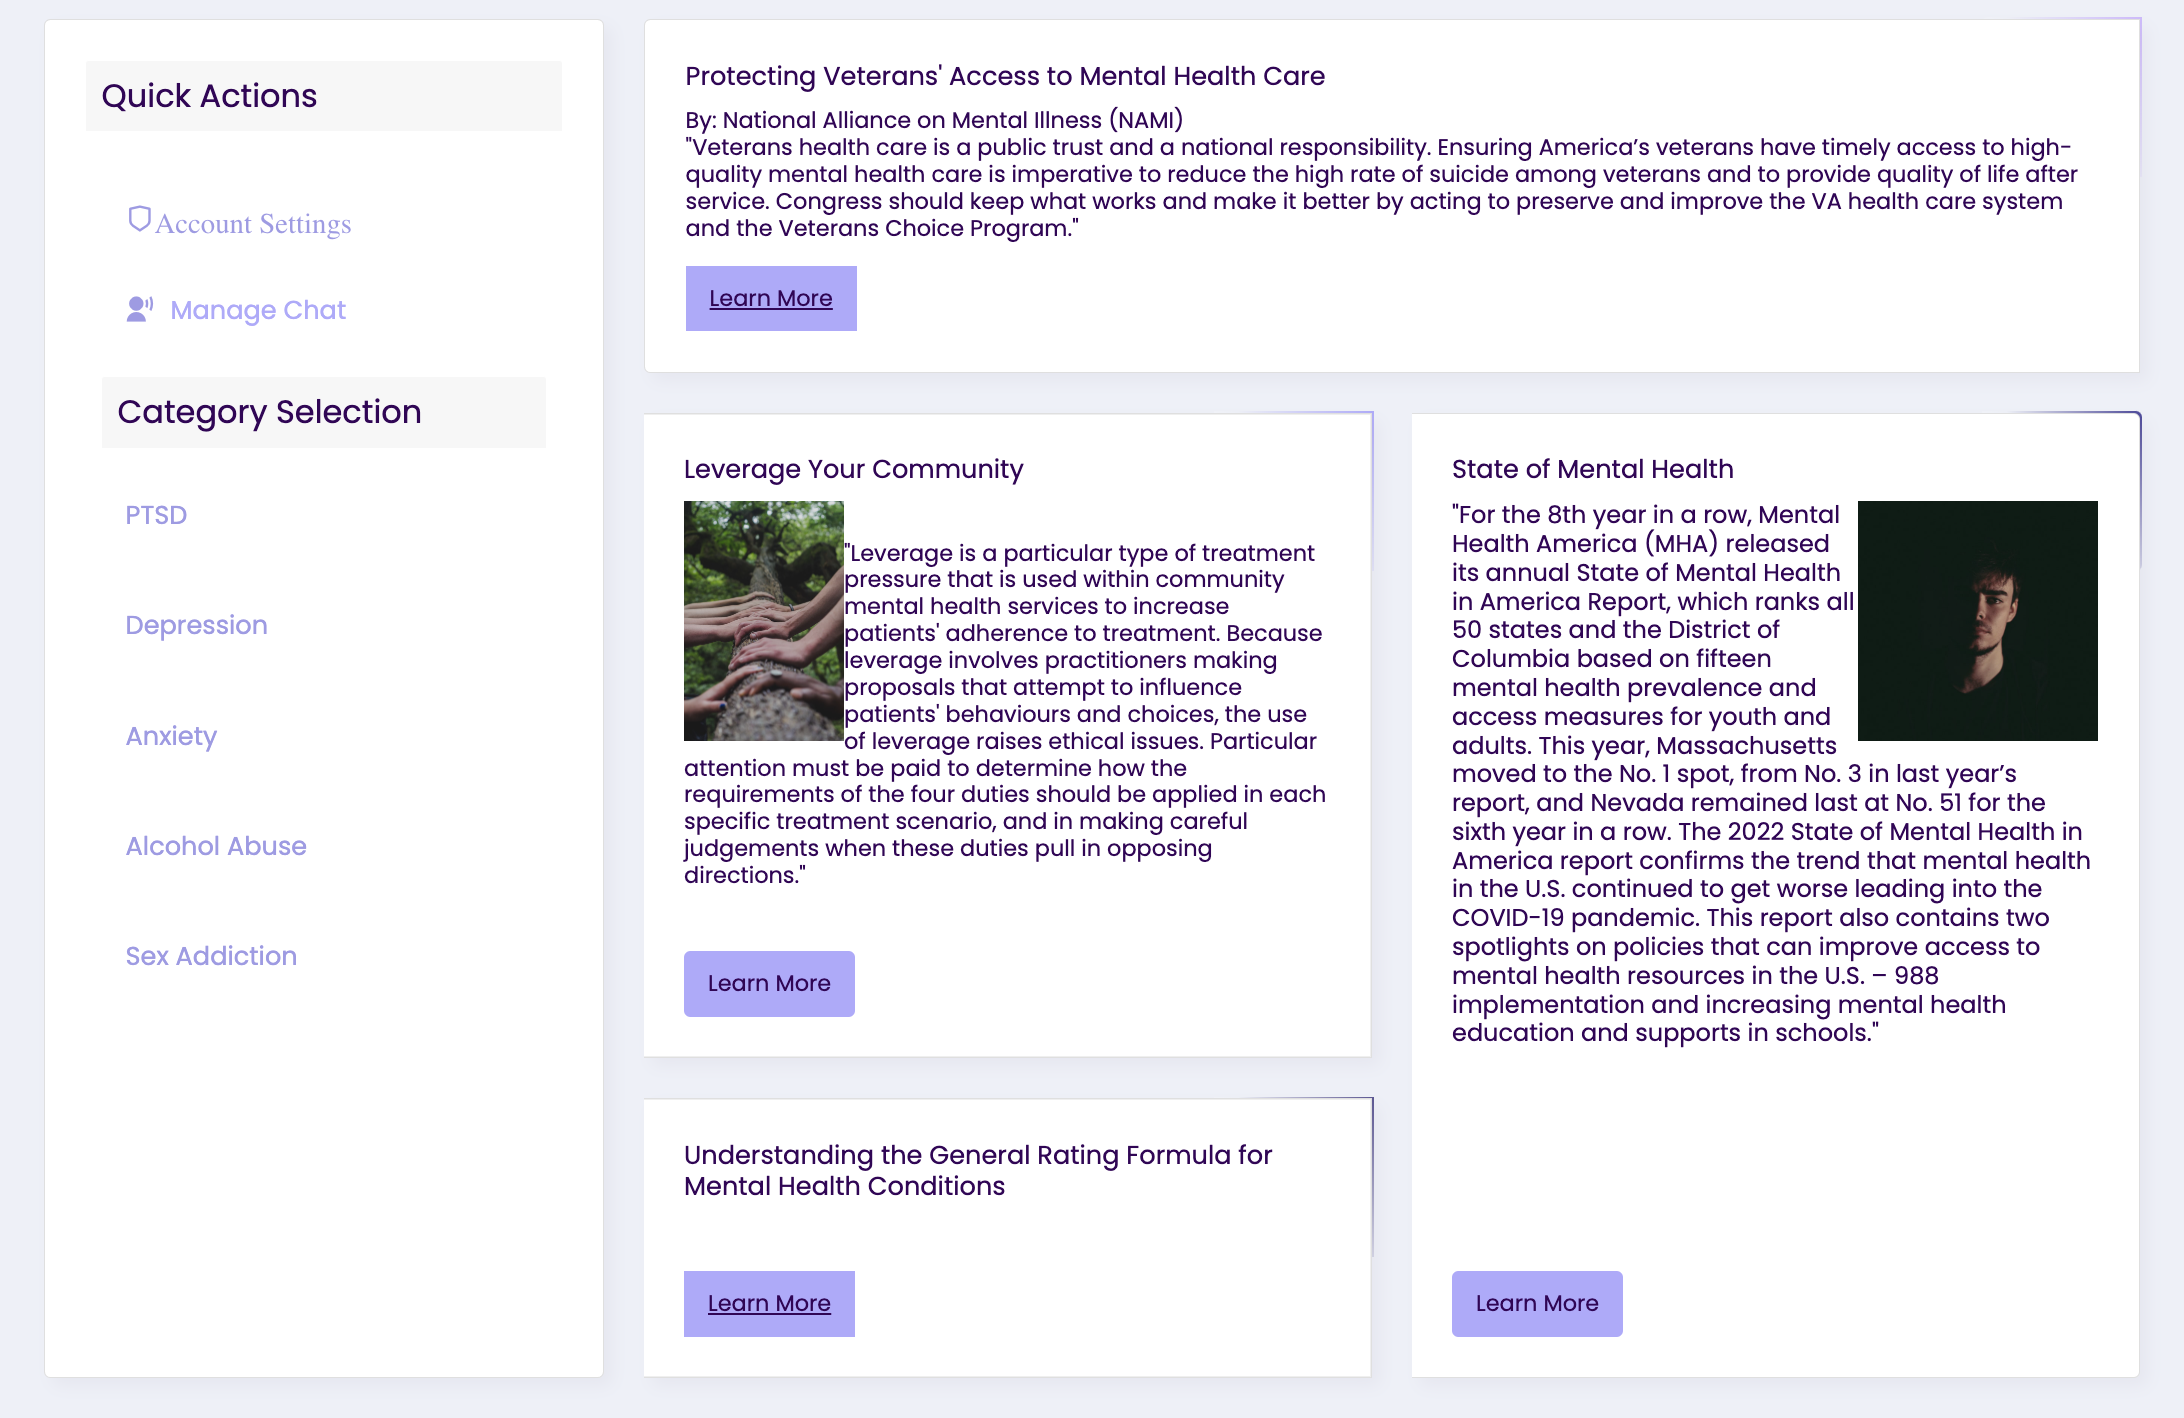 Quick Actions
Account Settings
Manage Chat
Category Selection
PTSD
Depression
Anxiety
Alcohol Abuse
Sex Addiction
Protecting Veterans' Access to Mental Health Care
By: National Alliance on Mental Illness (NAMI)
"Veterans health care is a public trust and a national responsibility. Ensuring America’s veterans have timely access to high-
quality mental health care is imperative to reduce the high rate of suicide among veterans and to provide quality of life after
service. Congress should keep what works and make it better by acting to preserve and improve the VA health care system
and the Veterans Choice Program."
Learn More
Leverage Your Community
"Leverage is a particular type of treatment
pressure that is used within community
mental health services to increase
patients' adherence to treatment. Because
leverage involves practitioners making
proposals that attempt to influence
patients' behaviours and choices, the use
of leverage raises ethical issues. Particular
attention must be paid to determine how the
requirements of the four duties should be applied in each
specific treatment scenario, and in making careful
judgements when these duties pull in opposing
directions."
Learn More
State of Mental Health
"For the 8th year in a row, Mental
Health America (MHA) released
its annual State of Mental Health
in America Report, which ranks all
50 states and the District of
Columbia based on fifteen
mental health prevalence and
access measures for youth and
adults. This year, Massachusetts
moved to the No. 1 spot, from No. 3 in last year’s
report, and Nevada remained last at No. 51 for the
sixth year in a row. The 2022 State of Mental Health in
America report confirms the trend that mental health
in the U.S. continued to get worse leading into the
COVID-19 pandemic. This report also contains two
spotlights on policies that can improve access to
mental health resources in the U.S. – 988
implementation and increasing mental health
education and supports in schools."
Learn More
Understanding the General Rating Formula for
Mental Health Conditions
Learn More